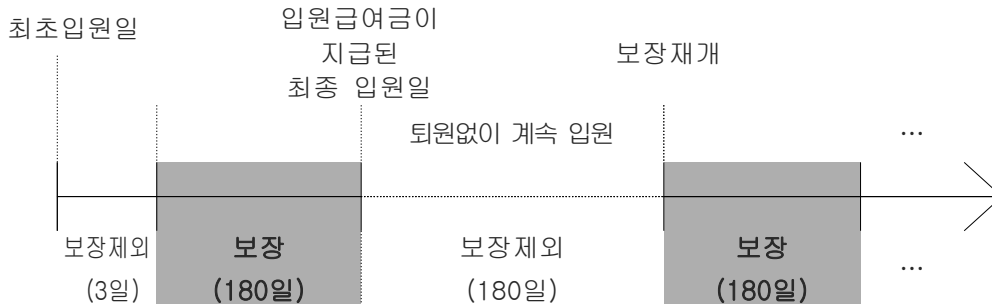 최초입원일
입원급여금이
지급된
최종 입원일
보장재개
퇴원없이 계속 입원
...
보장제외
(3일)
보장
(180일)
보장제외
(180일)
보장
(180일)
...